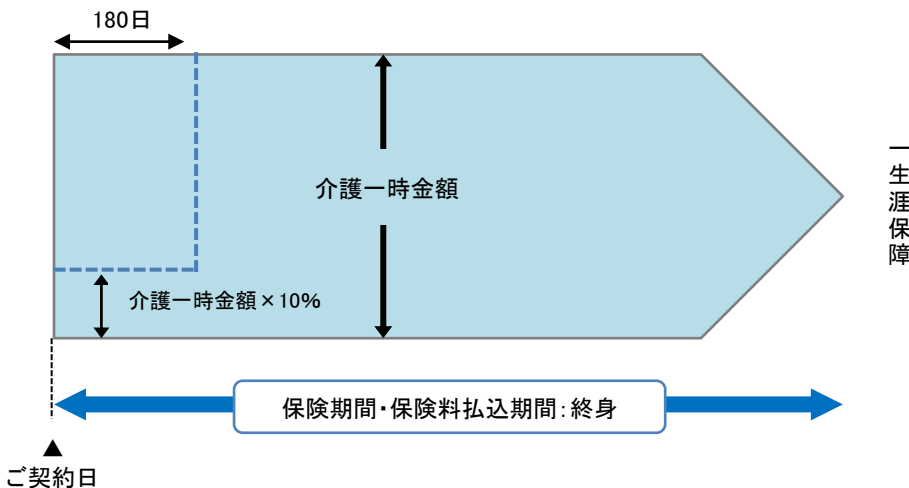 180日
介護一時金額
一生涯保障
介護一時金額×10%
保険期間・保険料払込期間:終身
▲
ご契約日